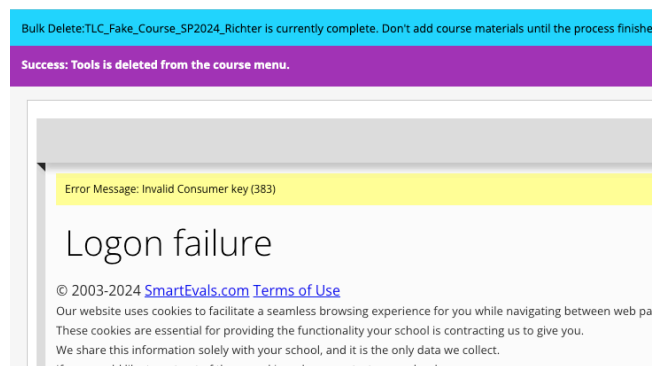 Bulk Delete:TLC_Fake_Course_SP2024_Richter is currently complete. Don't add course materials until the process finishe
Success: Tools is deleted from the course menu.
Error Message: Invalid Consumer key (383)
Logon failure
© 2003-2024 SmartEvals.com Terms of Use
Our website uses cookies to facilitate a seamless browsing experience for you while navigating between web pa
These cookies are essential for providing the functionality your school is contracting us to give you.
We share this information solely with your school, and it is the only data we collect.